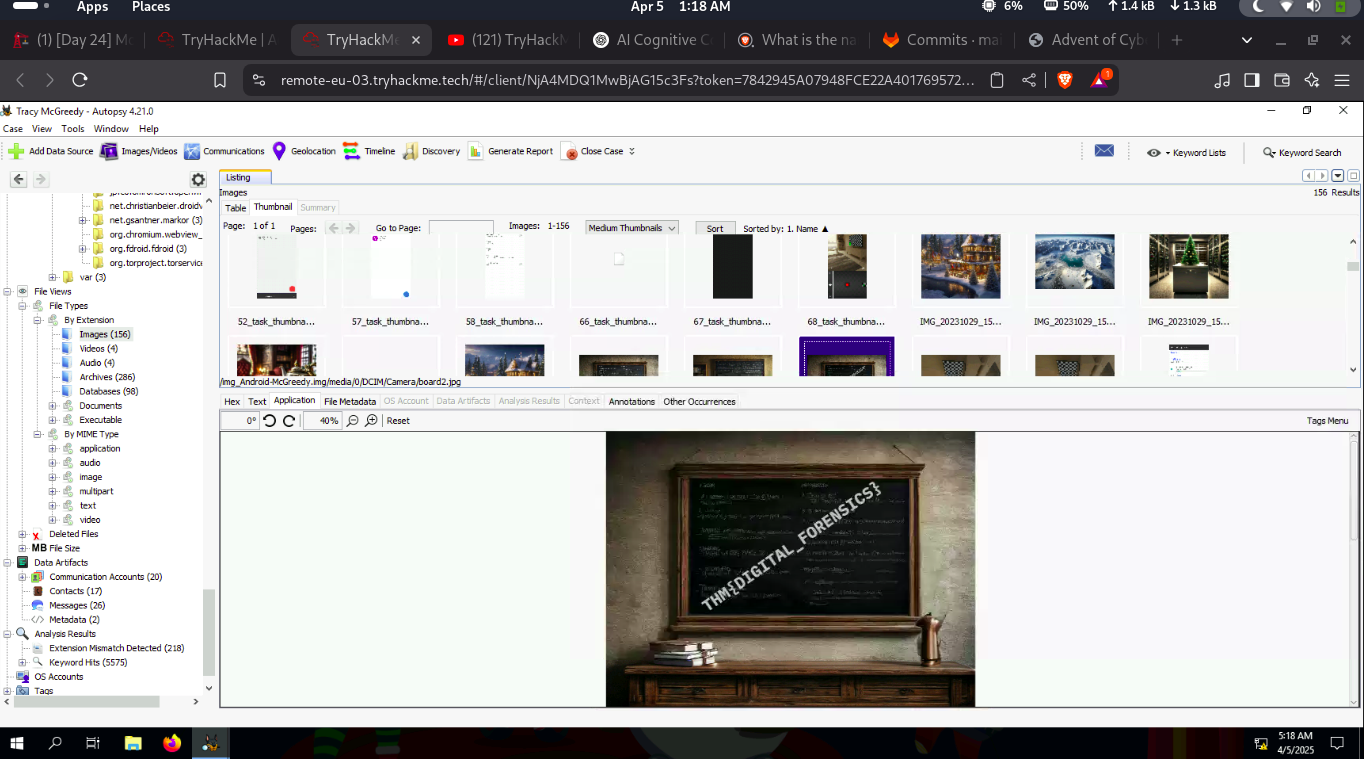 Apps Places
Apr 5 1:18 AM
6% 50% 1.4 kB 1.3 kB
(1) [Day 24] Mc
TryHackMe | A
TryHackMe
(121) TryHackM
AI Cognitive Co
What is the na
Commits · mai
Advent of Cyb
remote-eu-03.tryhackme.tech/#/client/NjA4MDQ1MwBjAG15c3Fs?token=7842945A07948FCE22A401769572...
1
Tracy McGreedy - Autopsy 4.21.0
Case View Tools Window Help
Add Data Source Images/Videos Communications Geolocation Timeline Discovery Generate Report Close Case
Keyword Lists Keyword Search
Listing
Images
156 Results
Table Thumbnail Summary
Page: 1 of 1 Pages: Go to Page: Images: 1-156 Medium Thumbnails Sort Sorted by: 1. Name ▲
52_task_thumbna...
57_task_thumbna...
58_task_thumbna...
66_task_thumbna...
67_task_thumbna...
68_task_thumbna...
IMG_20231029_15...
IMG_20231029_15...
IMG_20231029_15...
/img_Android-McGreedy.img/media/0/DCIM/Camera/board2.jpg
Hex Text Application File Metadata OS Account Data Artifacts Analysis Results Context Annotations Other Occurrences
0° 40% Reset
Tags Menu
THM{DIGITAL_FORENSICS}
net.christianbeier.droidv
net.gsantner.markor (3)
org.chromium.webview_
org.fdroid.fdroid (3)
org.torproject.torservice
var (3)
File Views
File Types
By Extension
Images (156)
Videos (4)
Audio (4)
Archives (286)
Databases (98)
Documents
Executable
By MIME Type
application
audio
image
multipart
text
video
Deleted Files
MB File Size
Data Artifacts
Communication Accounts (20)
Contacts (17)
Messages (26)
Metadata (2)
Analysis Results
Extension Mismatch Detected (218)
Keyword Hits (5575)
OS Accounts
Tags
5:18 AM
4/5/2025